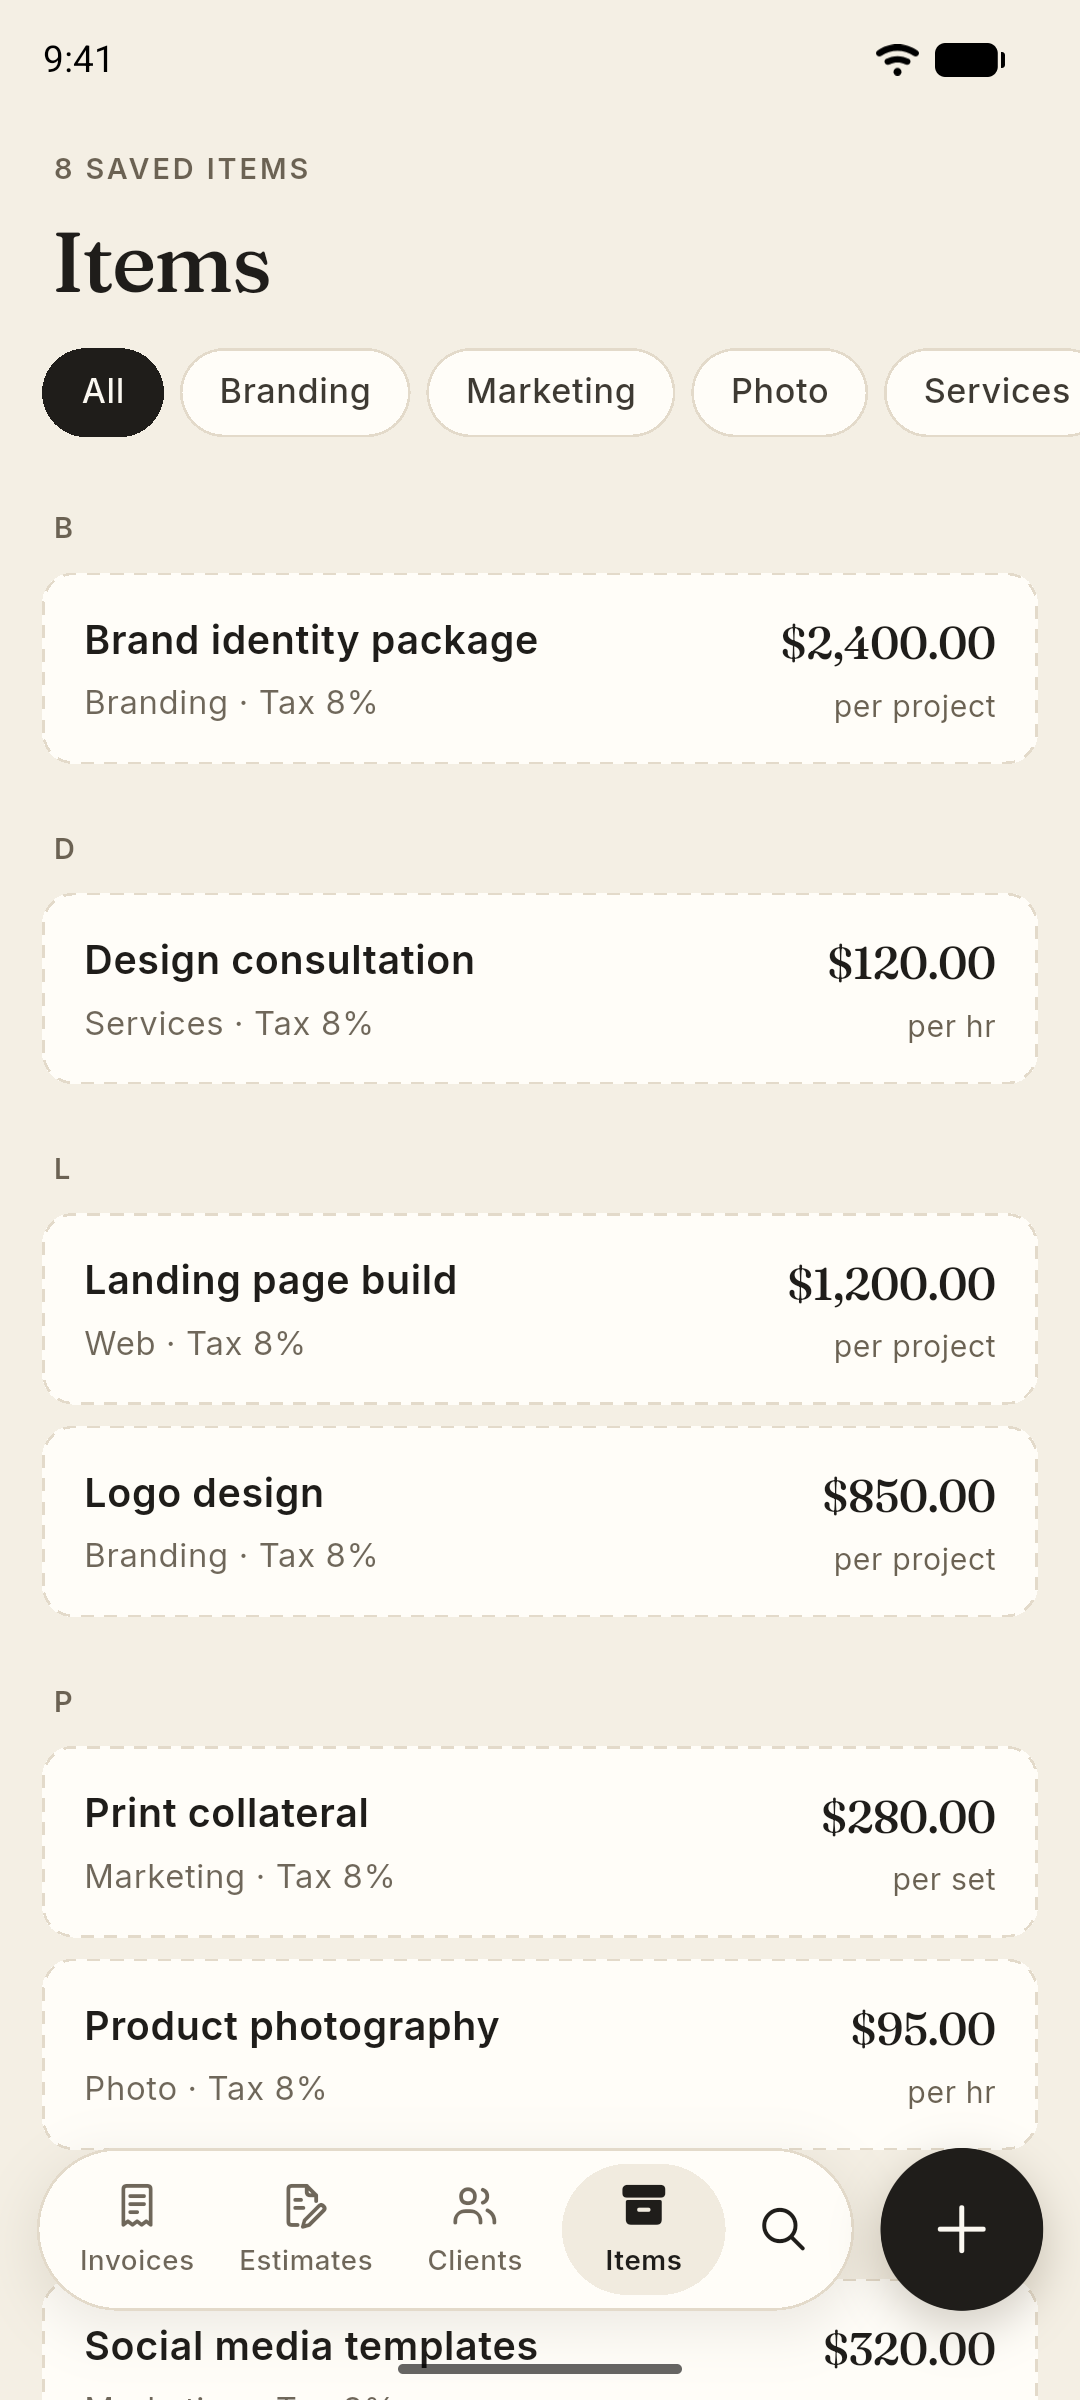 9:41
8 SAVED ITEMS
Items
All
Branding
Marketing
Photo
Services
B
Brand identity package
$2,400.00
Branding · Tax 8%
per project
D
Design consultation
$120.00
Services · Tax 8%
per hr
L
Landing page build
$1,200.00
Web · Tax 8%
per project
Logo design
$850.00
Branding · Tax 8%
per project
P
Print collateral
$280.00
Marketing · Tax 8%
per set
Product photography
$95.00
Photo · Tax 8%
per hr
Invoices
Estimates
Clients
Items
Social media templates
$320.00